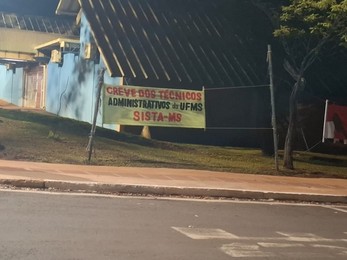 GREVE DOS TÉCNICOS
ADMINISTRATIVOS da UFMS
SISTA-MS